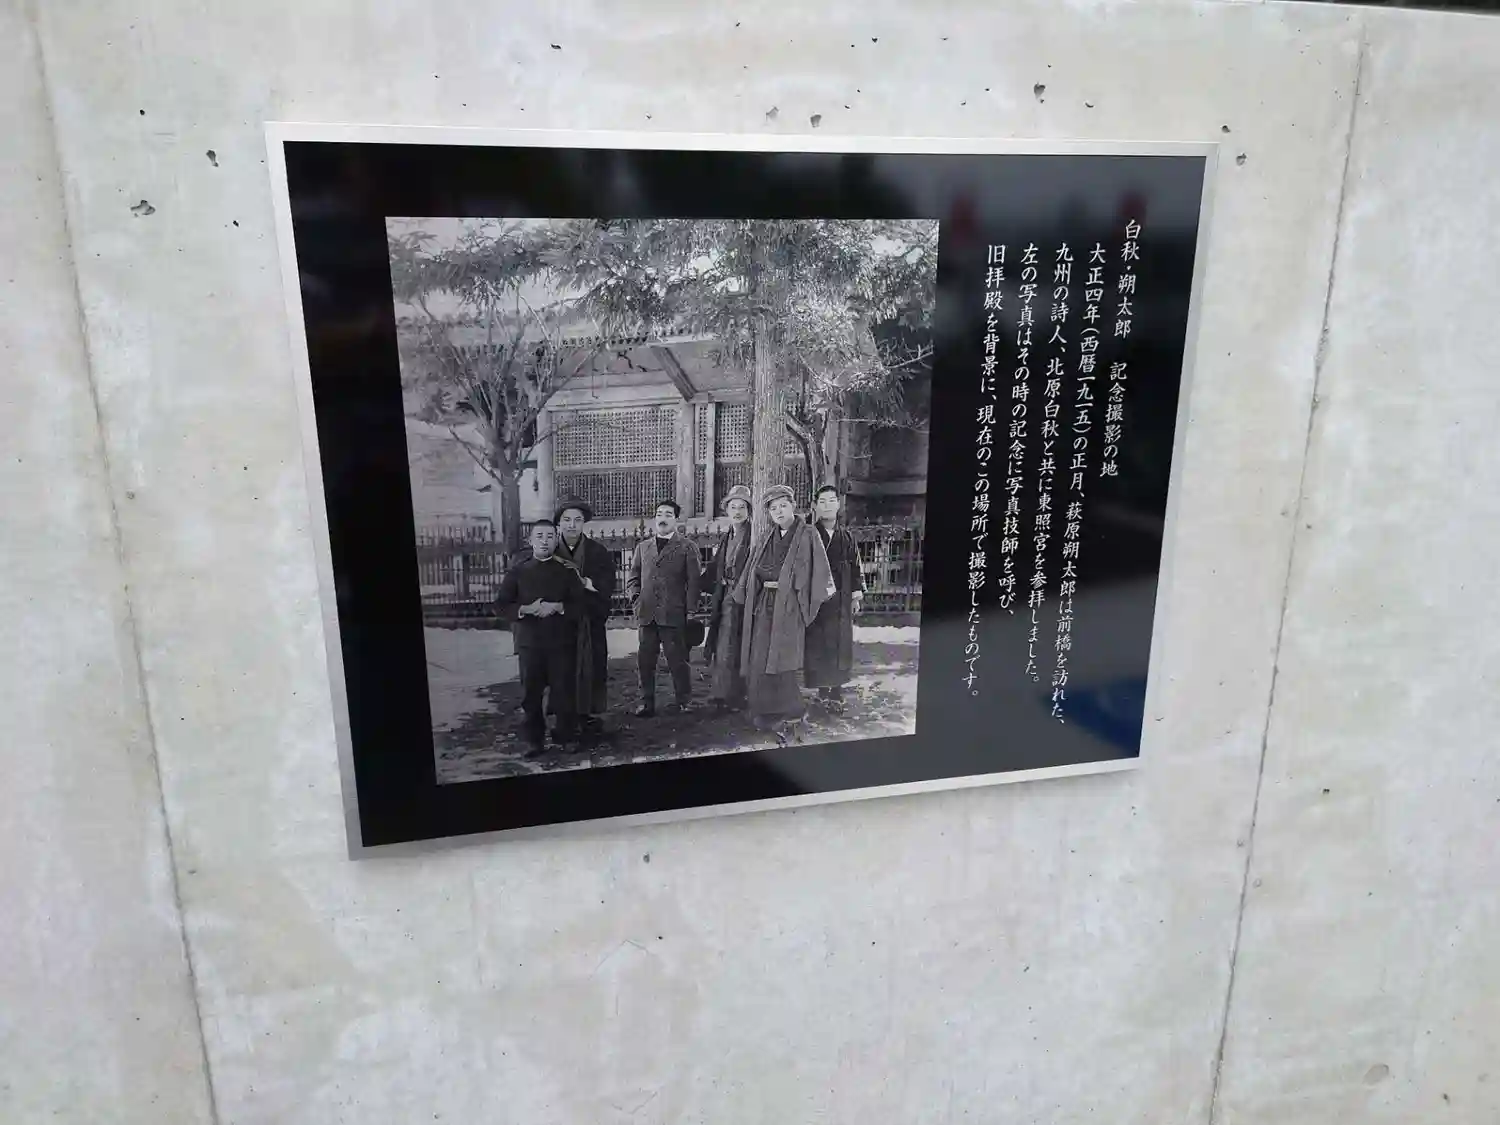 白秋・朔太郎　記念撮影の地
大正四年(西暦一九一五)の正月、萩原朔太郎は前橋を訪れた、
九州の詩人、北原白秋と共に東照宮を参拝しました。
左の写真はその時の記念に写真技師を呼び、
旧拝殿を背景に、現在のこの場所で撮影したものです。